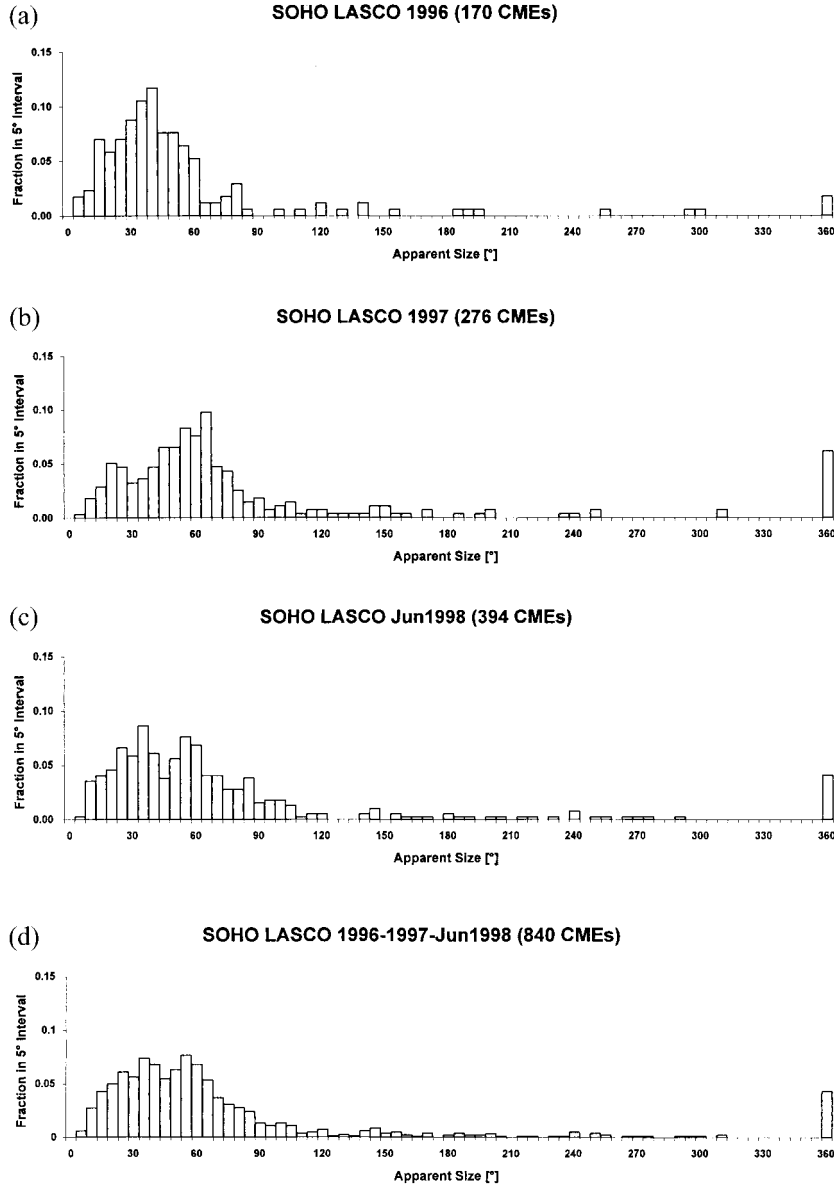 (a)
SOHO LASCO 1996 (170 CMEs)
Fraction in 5° Interval
0.15
0.10
0.05
0.00
0 30 60 90 120 150 180 210 240 270 300 330 360
Apparent Size [°]
(b)
SOHO LASCO 1997 (276 CMEs)
Fraction in 5° Interval
0.15
0.10
0.05
0.00
0 30 60 90 120 150 180 210 240 270 300 330 360
Apparent Size [°]
(c)
SOHO LASCO Jun1998 (394 CMEs)
Fraction in 5° Interval
0.15
0.10
0.05
0.00
0 30 60 90 120 150 180 210 240 270 300 330 360
Apparent Size [°]
(d)
SOHO LASCO 1996-1997-Jun1998 (840 CMEs)
Fraction in 5° Interval
0.15
0.1
0.05
0
0 30 60 90 120 150 180 210 240 270 300 330 360
Apparent Size [°]